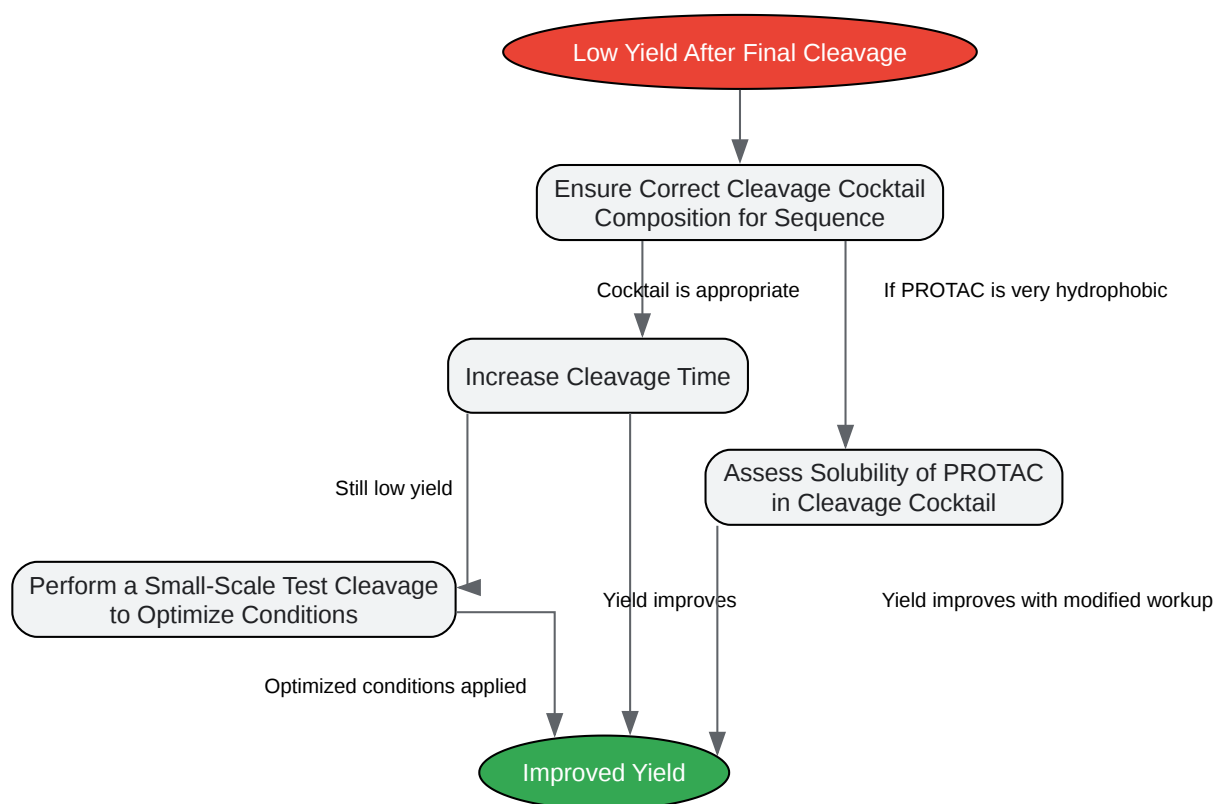 Low Yield After Final Cleavage
Ensure Correct Cleavage Cocktail
Composition for Sequence
Cocktail is appropriate
If PROTAC is very hydrophobic
Increase Cleavage Time
Assess Solubility of PROTAC
in Cleavage Cocktail
Still low yield
Perform a Small-Scale Test Cleavage
to Optimize Conditions
Yield improves
Yield improves with modified workup
Optimized conditions applied
Improved Yield